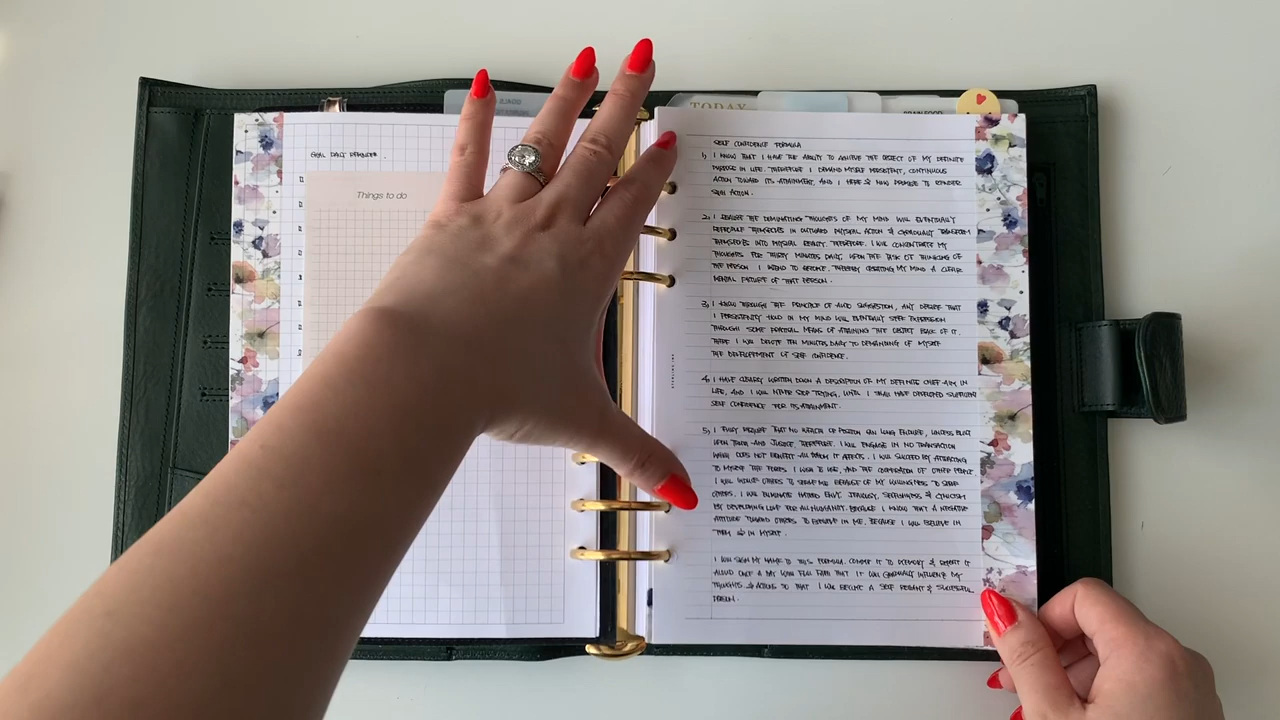 TODAY
BRAIN FOOD
GOAL DAILY REMINDER.
Things to do
SELF CONFIDENCE FORMULA
1, I KNOW THAT I HAVE THE ABILITY TO ACHIEVE THE OBJECT OF MY DEFINITE
PURPOSE IN LIFE. THEREFORE I DEMAND MYSELF PERSISTENT, CONTINUOUS
ACTION TOWARD ITS ATTAINMENT, AND I HERE & NOW PROMISE TO RENDER
SUCH ACTION.
2, I REALIZE THE DOMINATING THOUGHTS OF MY MIND WILL EVENTUALLY
REPRODUCE THEMSELVES IN OUTWARD PHYSICAL ACTION & GRADUALLY TRANSFORM
THEMSELVES INTO PHYSICAL REALITY. THEREFORE, I WILL CONCENTRATE MY
THOUGHTS FOR THIRTY MINUTES DAILY, UPON THE TASK OF THINKING OF
THE PERSON I INTEND TO BECOME, THEREBY CREATING MY MIND A CLEAR
MENTAL PICTURE OF THAT PERSON.
3, I KNOW THROUGH THE PRINCIPLE OF AUTO SUGGESTION, ANY DESIRE THAT
I PERSISTENTLY HOLD IN MY MIND WILL EVENTUALLY SEEK EXPRESSION
THROUGH SOME PRACTICAL MEANS OF ATTAINING THE OBJECT BACK OF IT.
THERE I WILL DEVOTE TEN MINUTES DAILY TO DEMANDING OF MYSELF
THE DEVELOPMENT OF SELF CONFIDENCE.
4, I HAVE CLEARLY WRITTEN DOWN A DESCRIPTION OF MY DEFINITE CHIEF AIM IN
LIFE, AND I WILL NEVER STOP TRYING, UNTIL I SHALL HAVE DEVELOPED SUFFICIENT
SELF CONFIDENCE FOR ITS ATTAINMENT.
5, I FULLY REALIZE THAT NO WEALTH OF POSITION CAN LONG ENDURE, UNLESS BUILT
UPON TRUTH AND JUSTICE, THEREFORE. I WILL ENGAGE IN NO TRANSACTION
WHICH DOES NOT BENEFIT ALL WHOM IT AFFECTS. I WILL SUCCEED BY ATTRACTING
TO MYSELF THE FORCES I WISH TO USE, AND THE COOPERATION OF OTHER PEOPLE.
I WILL INDUCE OTHERS TO SERVE ME BECAUSE OF MY WILLINGNESS TO SERVE
OTHERS. I WILL ELIMINATE HATRED ENVY, JEALOUSY, SELFISHNESS & CYNICISM
BY DEVELOPING LOVE FOR ALL HUMANITY, BECAUSE I KNOW THAT A NEGATIVE
ATTITUDE TOWARD OTHERS TO BELIEVE IN ME, BECAUSE I WILL BELIEVE IN
THEM & IN MYSELF.
I WILL SIGN MY NAME TO THIS FORMULA, COMMIT IT TO MEMORY & REPEAT IT
ALOUD ONCE A DAY WITH FULL FAITH THAT IT WILL GRADUALLY INFLUENCE MY
THOUGHTS & ACTIONS SO THAT I WILL BECOME A SELF RELIANT & SUCCESSFUL
PERSON.